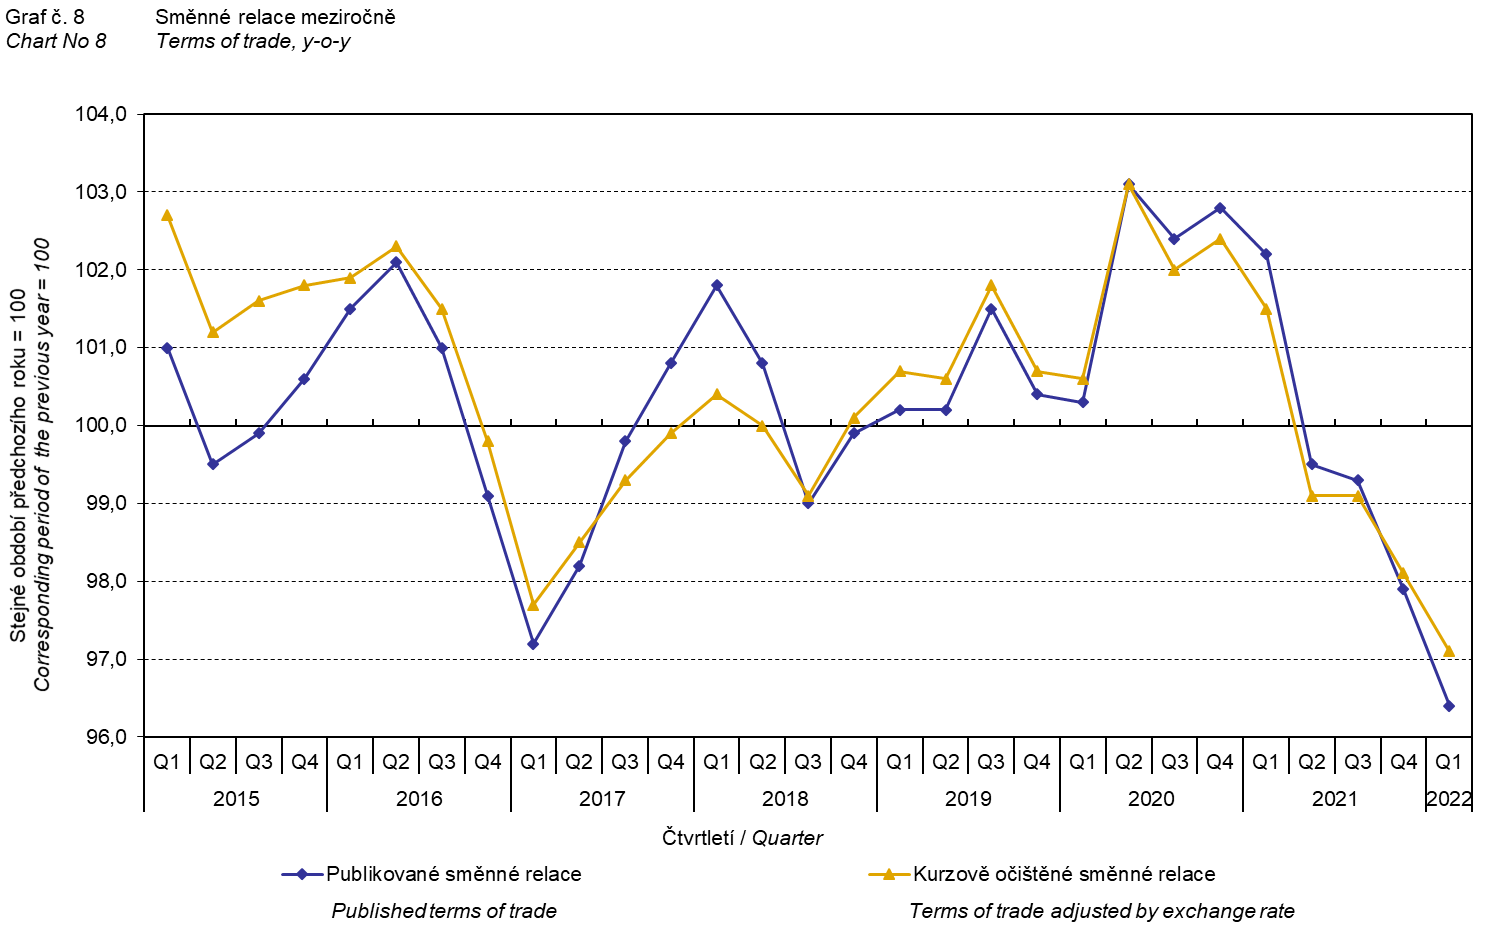 Graf č. 8 Směnné relace meziročně
Chart No 8 Terms of trade, y-o-y
Stejné období předchozího roku = 100
Corresponding period of the previous year = 100
104,0
103,0
102,0
101,0
100,0
99,0
98,0
97,0
96,0
Q1 Q2 Q3 Q4 Q1 Q2 Q3 Q4 Q1 Q2 Q3 Q4 Q1 Q2 Q3 Q4 Q1 Q2 Q3 Q4 Q1 Q2 Q3 Q4 Q1 Q2 Q3 Q4 Q1
2015 2016 2017 2018 2019 2020 2021 2022
Čtvrtletí / Quarter
Publikované směnné relace Kurzově očištěné směnné relace
Published terms of trade Terms of trade adjusted by exchange rate